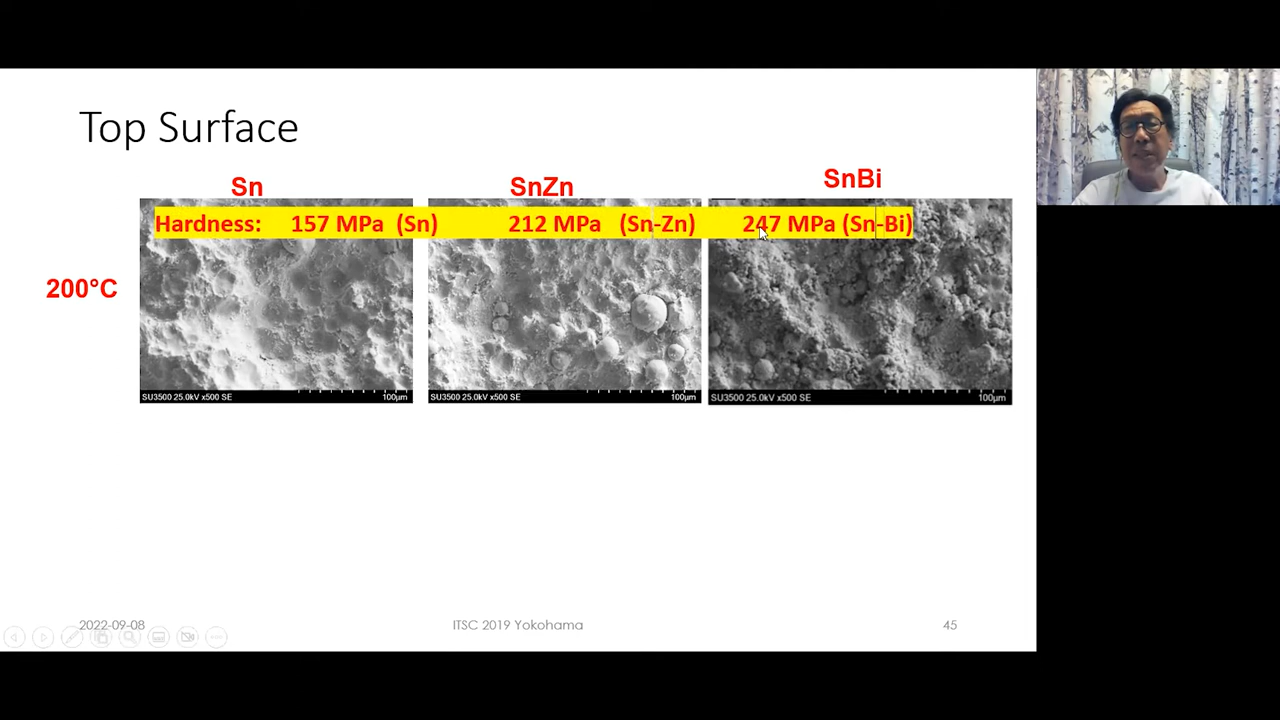 Top Surface
Sn SnZn SnBi
Hardness: 157 MPa (Sn) 212 MPa (Sn-Zn) 247 MPa (Sn-Bi)
200°C
SU3500 25.0kV x500 SE 100µm SU3500 25.0kV x500 SE 100µm SU3500 25.0kV x500 SE 100µm
2022-09-08 ITSC 2019 Yokohama 45